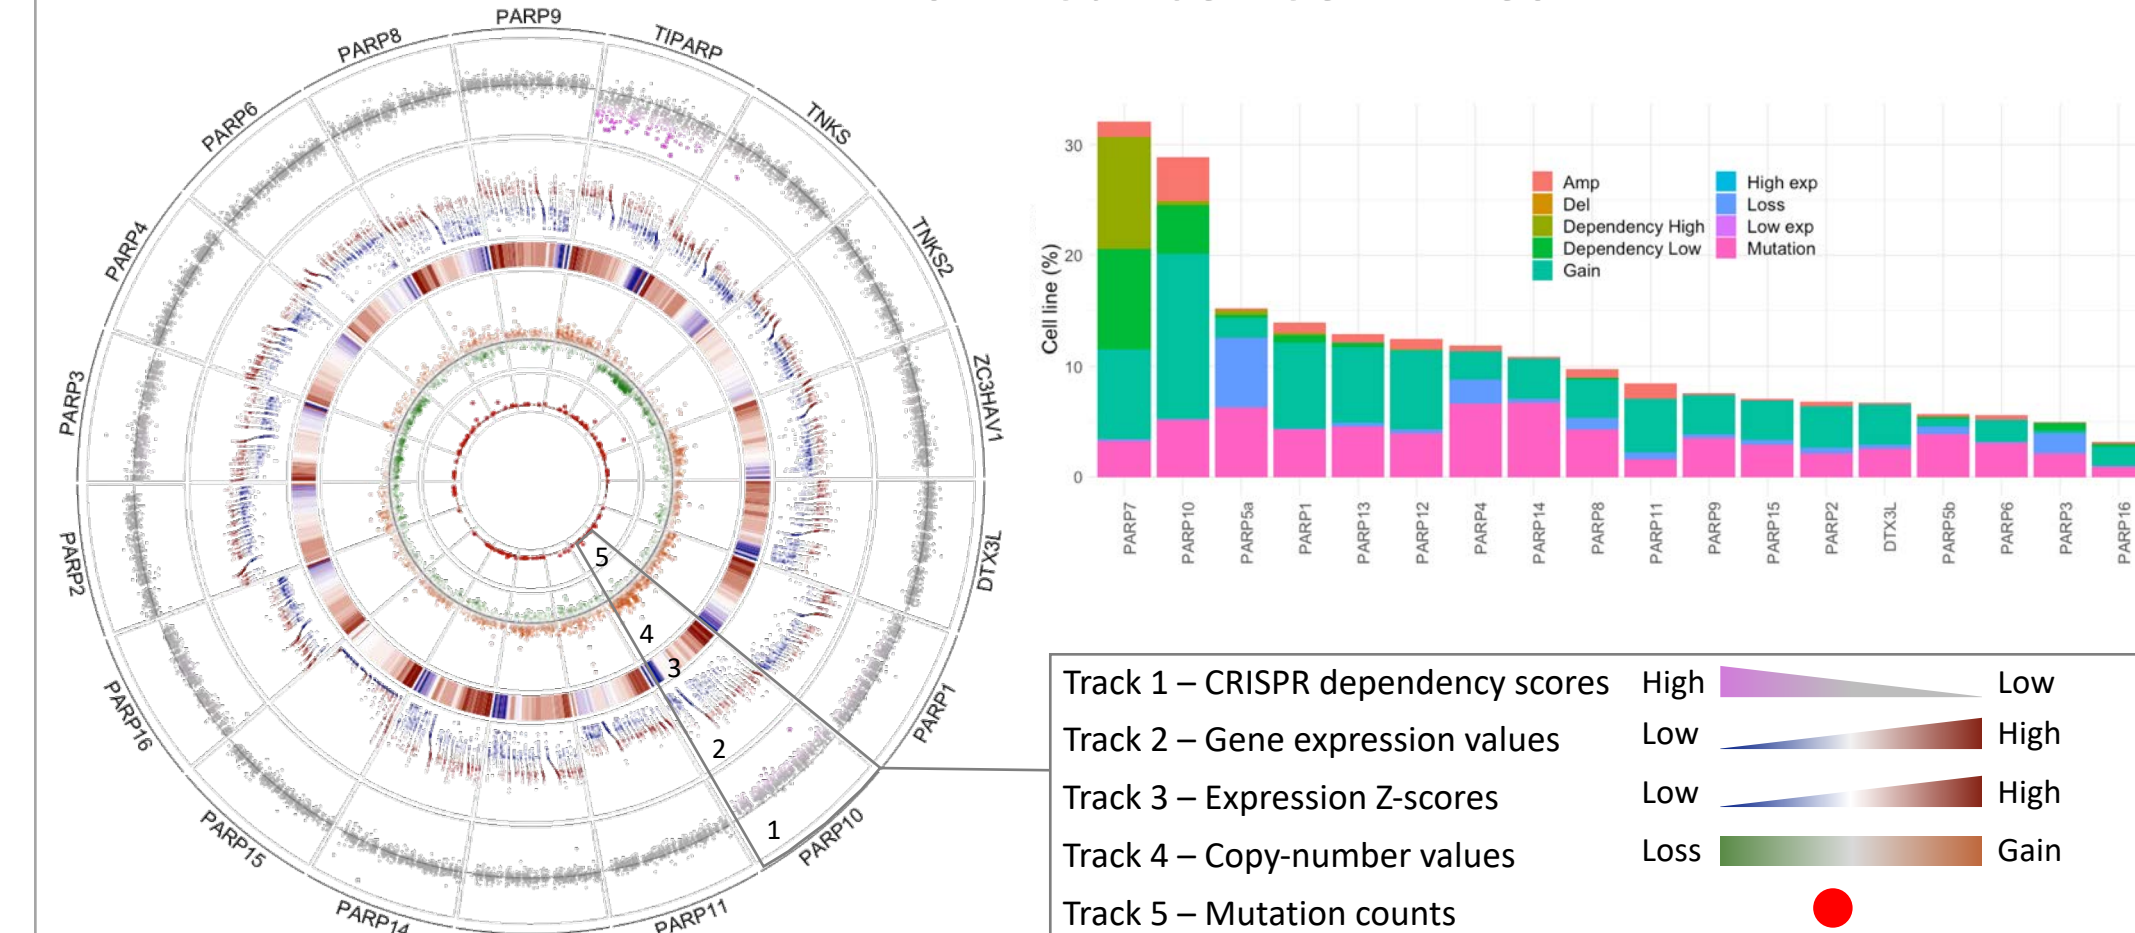 PARP9
TIPARP
TNKS
TNKS2
ZC3HAV1
DTX3L
PARP1
PARP10
PARP11
PARP14
PARP15
PARP16
PARP2
PARP3
PARP4
PARP6
PARP8
1
2
3
4
5
Cell line (%)
30
20
10
0
Amp
Del
Dependency High
Dependency Low
Gain
High exp
Loss
Low exp
Mutation
PARP7
PARP10
PARP5a
PARP1
PARP13
PARP12
PARP4
PARP14
PARP8
PARP11
PARP9
PARP15
PARP2
DTX3L
PARP5b
PARP6
PARP3
PARP16
Track 1 – CRISPR dependency scores High Low
Track 2 – Gene expression values Low High
Track 3 – Expression Z-scores Low High
Track 4 – Copy-number values Loss Gain
Track 5 – Mutation counts